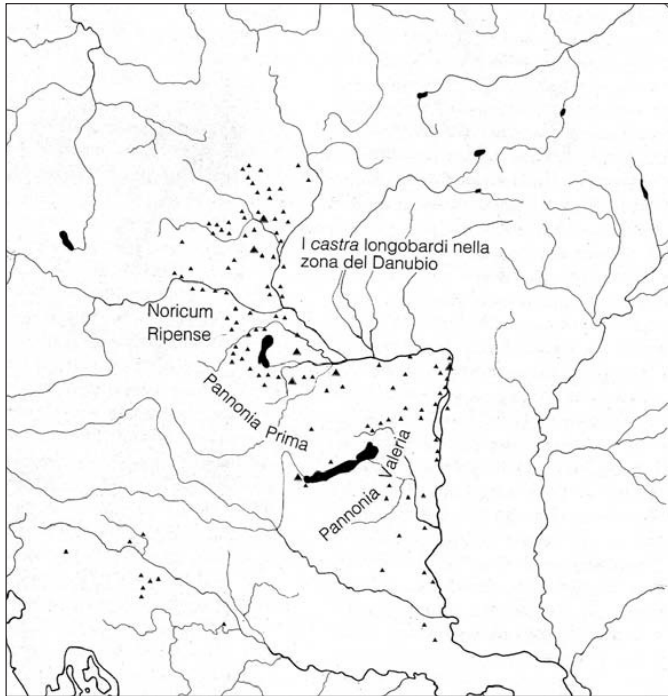 I castra longobardi nella
zona del Danubio
Noricum
Ripense
Pannonia Prima
Pannonia Valeria